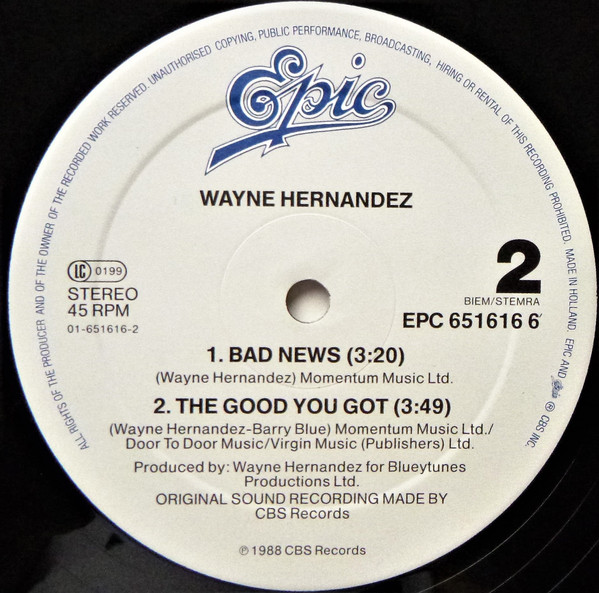 ALL RIGHTS OF THE PRODUCER AND OF THE OWNER OF THE RECORDED WORK RESERVED. UNAUTHORISED COPYING, PUBLIC PERFORMANCE, BROADCASTING, HIRING OR RENTAL OF THIS RECORDING PROHIBITED. MADE IN HOLLAND. EPIC AND ® CBS INC.
Epic
WAYNE HERNANDEZ
LC 0199
STEREO
45 RPM
01-651616-2
2
BIEM/STEMRA
EPC 651616 6
1. BAD NEWS (3:20)
(Wayne Hernandez) Momentum Music Ltd.
2. THE GOOD YOU GOT (3:49)
(Wayne Hernandez-Barry Blue) Momentum Music Ltd./
Door To Door Music/Virgin Music (Publishers) Ltd.
Produced by: Wayne Hernandez for Blueytunes
Productions Ltd.
ORIGINAL SOUND RECORDING MADE BY
CBS Records
℗ 1988 CBS Records